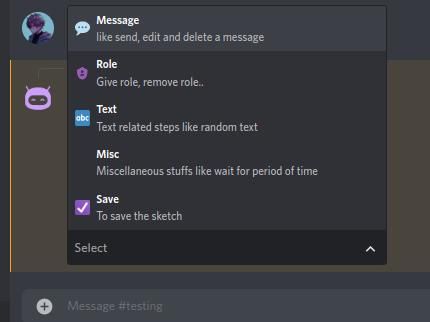 Message
like send, edit and delete a message
Role
Give role, remove role..
abc
Text
Text related steps like random text
Misc
Miscellaneous stuffs like wait for period of time
Save
To save the sketch
Select
Message #testing